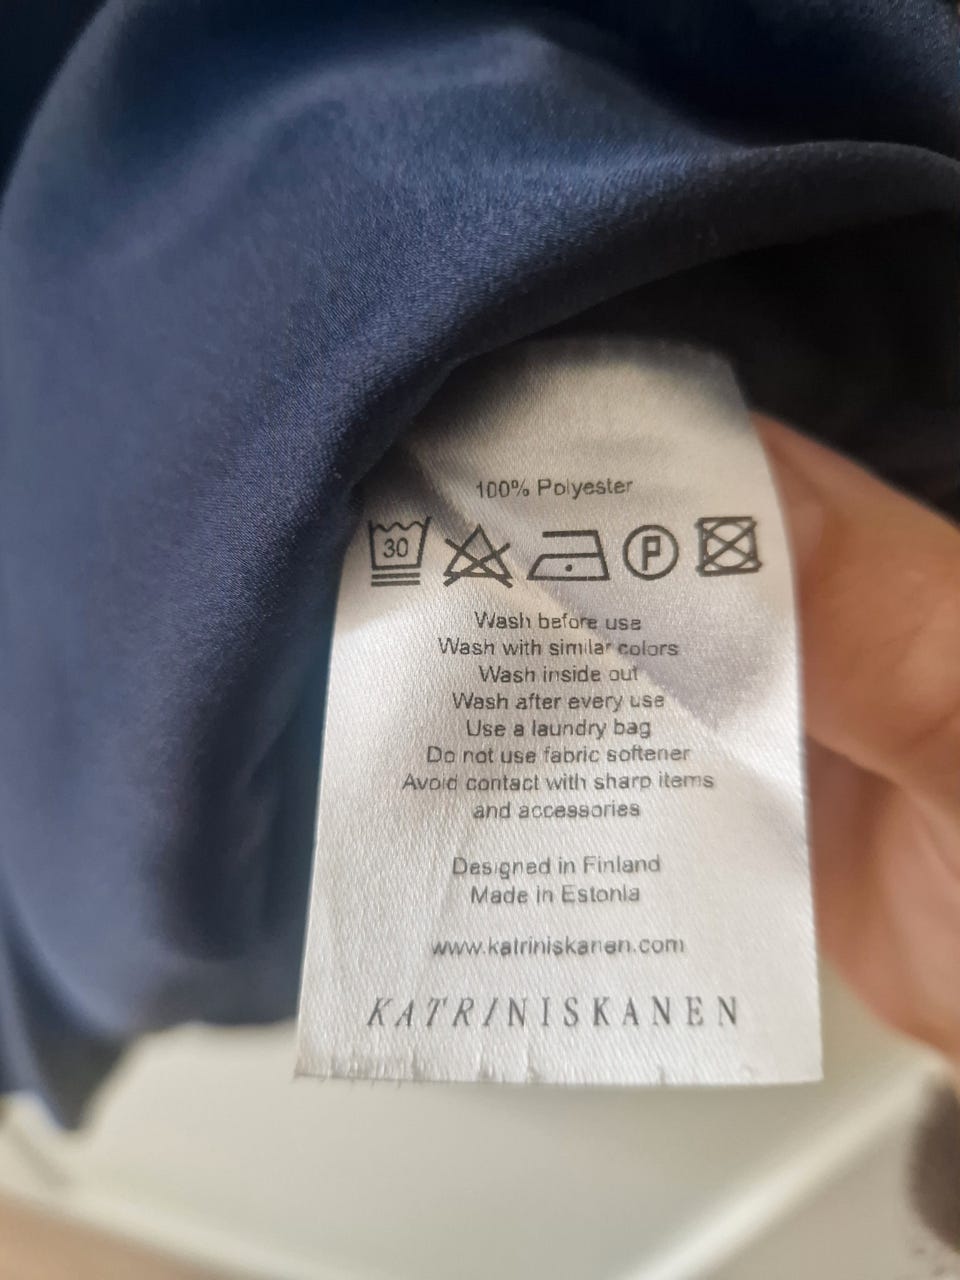 100% Polyester
30 P
Wash before use
Wash with similar colors
Wash inside out
Wash after every use
Use a laundry bag
Do not use fabric softener
Avoid contact with sharp items
and accessories
Designed in Finland
Made in Estonia
www.katriniskanen.com
KATRINISKANEN